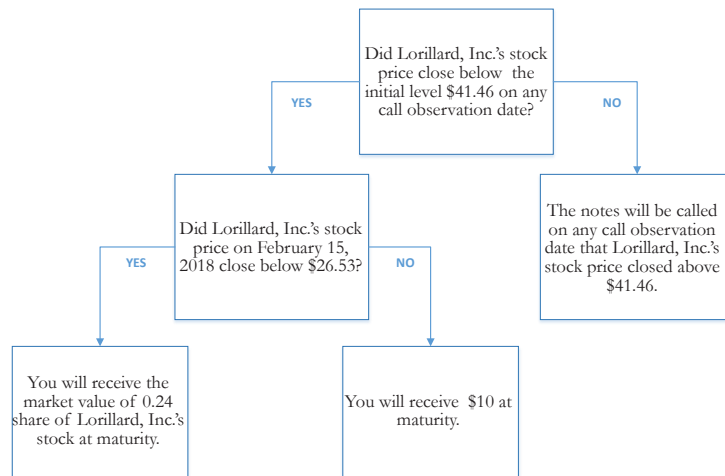 Did Lorillard, Inc.'s stock
price close below the
initial level $41.46 on any
call observation date?
YES
NO
Did Lorillard, Inc.'s stock
price on February 15,
2018 close below $26.53?
The notes will be called
on any call observation
date that Lorillard, Inc.'s
stock price closed above
$41.46.
YES
NO
You will receive the
market value of 0.24
share of Lorillard, Inc.'s
stock at maturity.
You will receive $10 at
maturity.